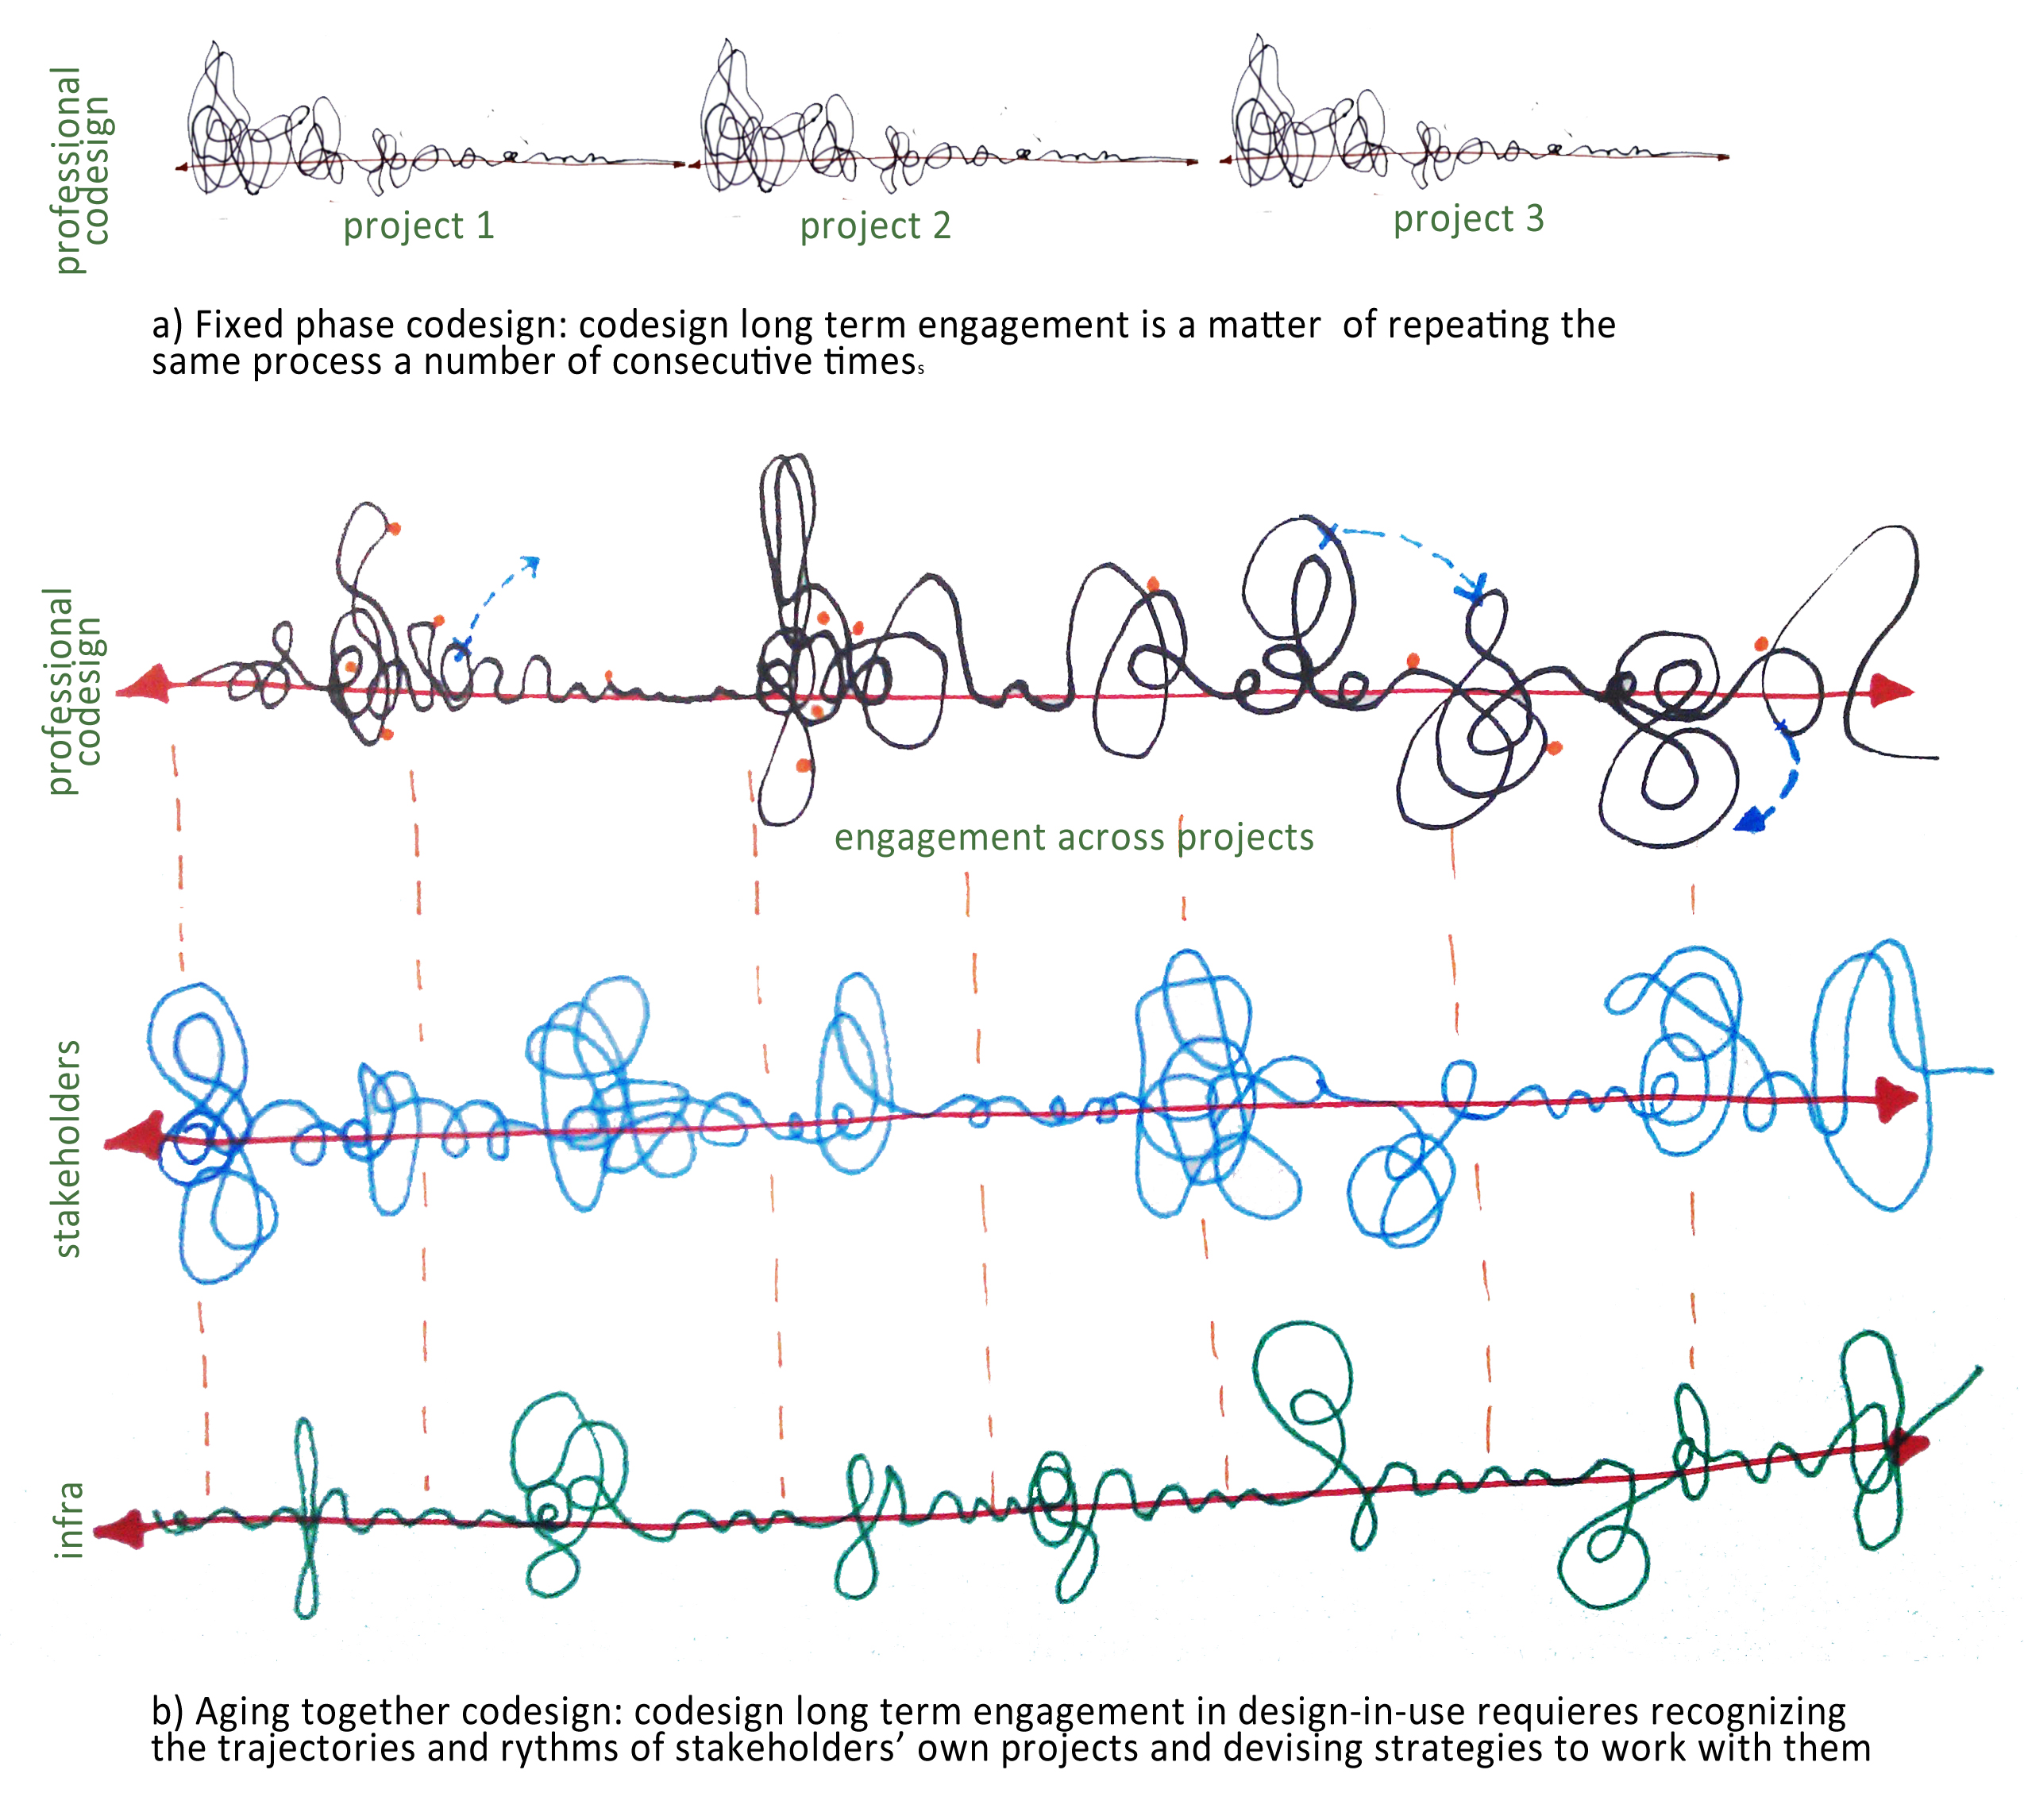 professional
codesign
project 1
project 2
project 3
a) Fixed phase codesign: codesign long term engagement is a matter of repeating the
same process a number of consecutive timess
professional
codesign
engagement across projects
stakeholders
infra
b) Aging together codesign: codesign long term engagement in design-in-use requieres recognizing
the trajectories and rythms of stakeholders' own projects and devising strategies to work with them